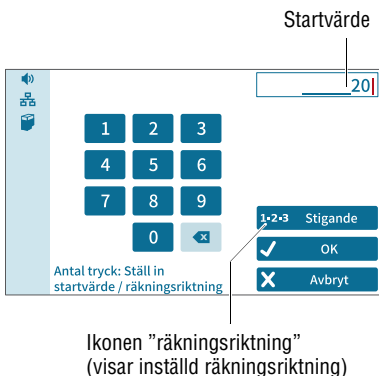 Startvärde
20
1 2 3
4 5 6
7 8 9
0
1-2-3 Stigande
OK
Avbryt
Antal tryck: Ställ in
startvärde / räkningsriktning
Ikonen ”räkningsriktning”
(visar inställd räkningsriktning)